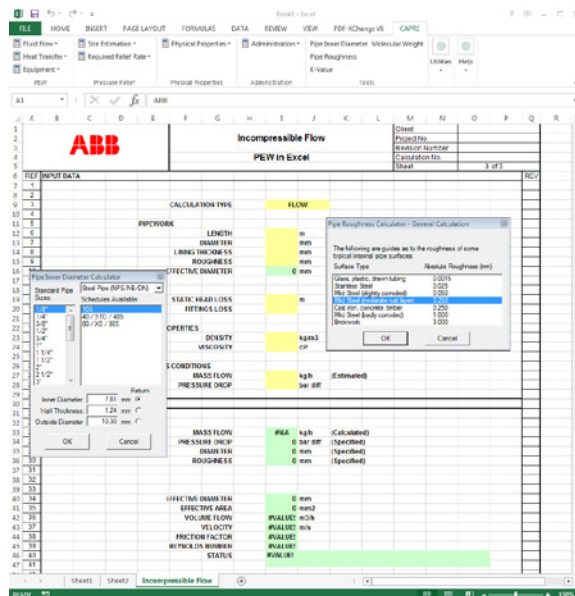 Book1 - Excel
FILE HOME INSERT PAGE LAYOUT FORMULAS DATA REVIEW VIEW PDF-XChange V6 CAPRE
Fluid Flow Size Estimation Physical Properties Administration Pipe Inner Diameter Molecular Weight
Heat Transfer Required Relief Rate Pipe Roughness Utilities Help
Equipment K-Value
PEW Pressure Relief Physical Properties Administration Tools
A1 fx ABB
A B C D E F G H I J K L M N O P Q R
ABB
Incompressible Flow
PEW in Excel
Client
Project No.
Revision Number
Calculation No.
Sheet 3 of 3
REF INPUT DATA REV
CALCULATION TYPE FLOW
PIPEWORK
LENGTH m
DIAMETER mm
LINING THICKNESS mm
ROUGHNESS mm
EFFECTIVE DIAMETER 0 mm
STATIC HEAD LOSS m
FITTINGS LOSS
OPERTIES
DENSITY kg/m3
VISCOSITY cP
S CONDITIONS
MASS FLOW kg/h (Estimated)
PRESSURE DROP bar diff
MASS FLOW #N/A kg/h (Calculated)
PRESSURE DROP 0 bar diff (Specified)
DIAMETER 0 mm (Specified)
ROUGHNESS 0 mm (Specified)
EFFECTIVE DIAMETER 0 mm
EFFECTIVE AREA 0 mm2
VOLUME FLOW #VALUE! m3/h
VELOCITY #VALUE! m/s
FRICTION FACTOR #VALUE!
REYNOLDS NUMBER #VALUE!
STATUS #VALUE!
Pipe Inner Diameter Calculator
Standard Pipe Sizes:
Steel Pipe (NPS/NB/DN)
Schedules Available
1/8"
1/4"
3/8"
1/2"
3/4"
1"
1 1/4"
1 1/2"
2"
2 1/2"
3"
10S
40 / STD / 40S
80 / XS / 80S
Return
Inner Diameter 7.81 mm
Wall Thickness 1.24 mm
Outside Diameter 10.30 mm
OK Cancel
Pipe Roughness Calculator - General Calculation
The following are guides as to the roughness of some
typical internal pipe surfaces.
Surface Type Absolute Roughness (mm)
Glass, plastic, drawn tubing 0.0015
Stainless Steel 0.025
Mild Steel (slightly corroded) 0.050
Mild Steel (moderate rust layer) 0.250
Cast iron, concrete, timber 0.250
Mild Steel (badly corroded) 1.000
Brickwork 3.000
OK Cancel
Sheet1 Sheet2 Incompressible Flow
READY 100%